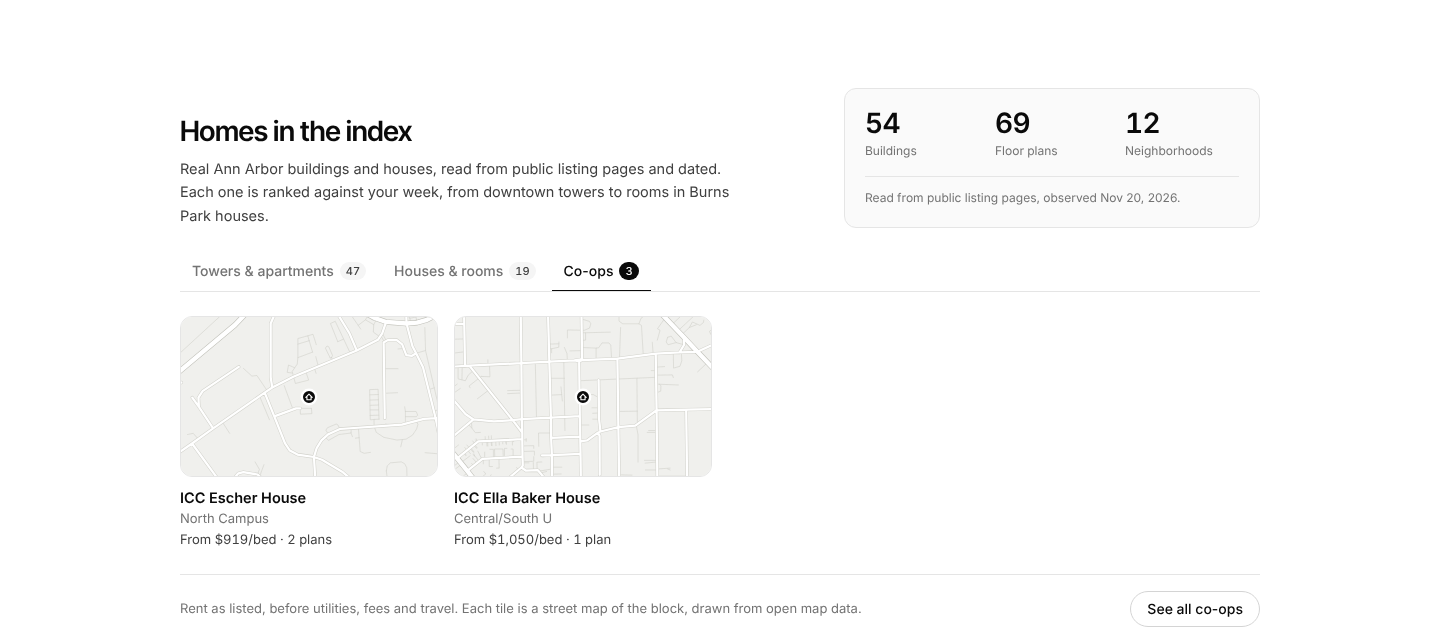 Homes in the index
Real Ann Arbor buildings and houses, read from public listing pages and dated.
Each one is ranked against your week, from downtown towers to rooms in Burns
Park houses.
54
Buildings
69
Floor plans
12
Neighborhoods
Read from public listing pages, observed Nov 20, 2026.
Towers & apartments 47
Houses & rooms 19
Co-ops 3
ICC Escher House
North Campus
From $919/bed · 2 plans
ICC Ella Baker House
Central/South U
From $1,050/bed · 1 plan
Rent as listed, before utilities, fees and travel. Each tile is a street map of the block, drawn from open map data.
See all co-ops